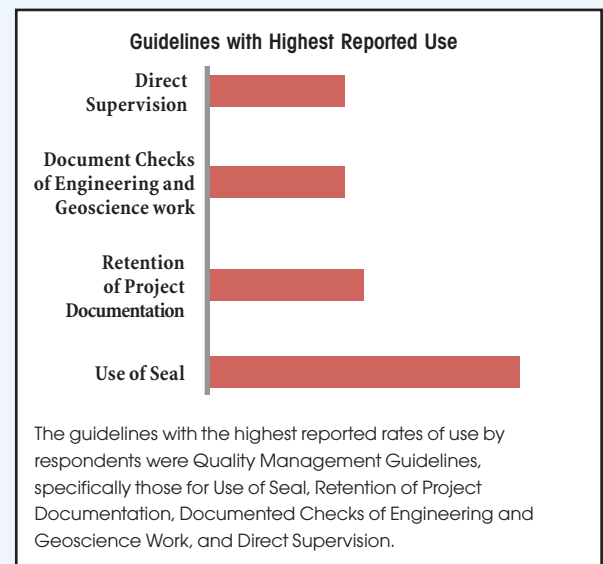 Guidelines with Highest Reported Use
Direct
Supervision
Document Checks
of Engineering and
Geoscience work
Retention
of Project
Documentation
Use of Seal
The guidelines with the highest reported rates of use by
respondents were Quality Management Guidelines,
specifically those for Use of Seal, Retention of Project
Documentation, Documented Checks of Engineering and
Geoscience Work, and Direct Supervision.